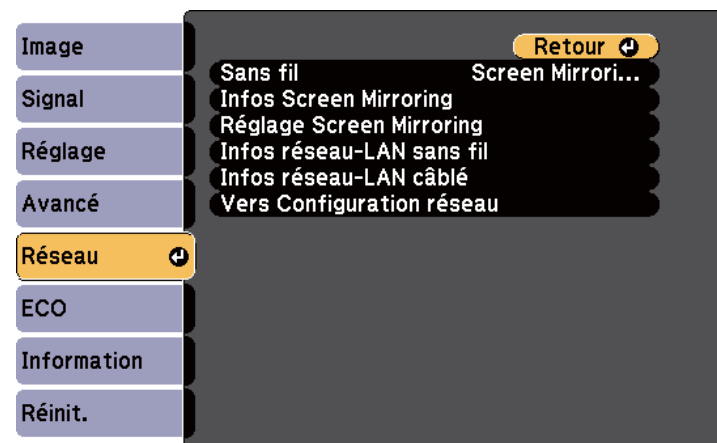 Image
Signal
Réglage
Avancé
Réseau
ECO
Information
Réinit.
Retour
Sans fil Screen Mirrori...
Infos Screen Mirroring
Réglage Screen Mirroring
Infos réseau-LAN sans fil
Infos réseau-LAN câblé
Vers Configuration réseau